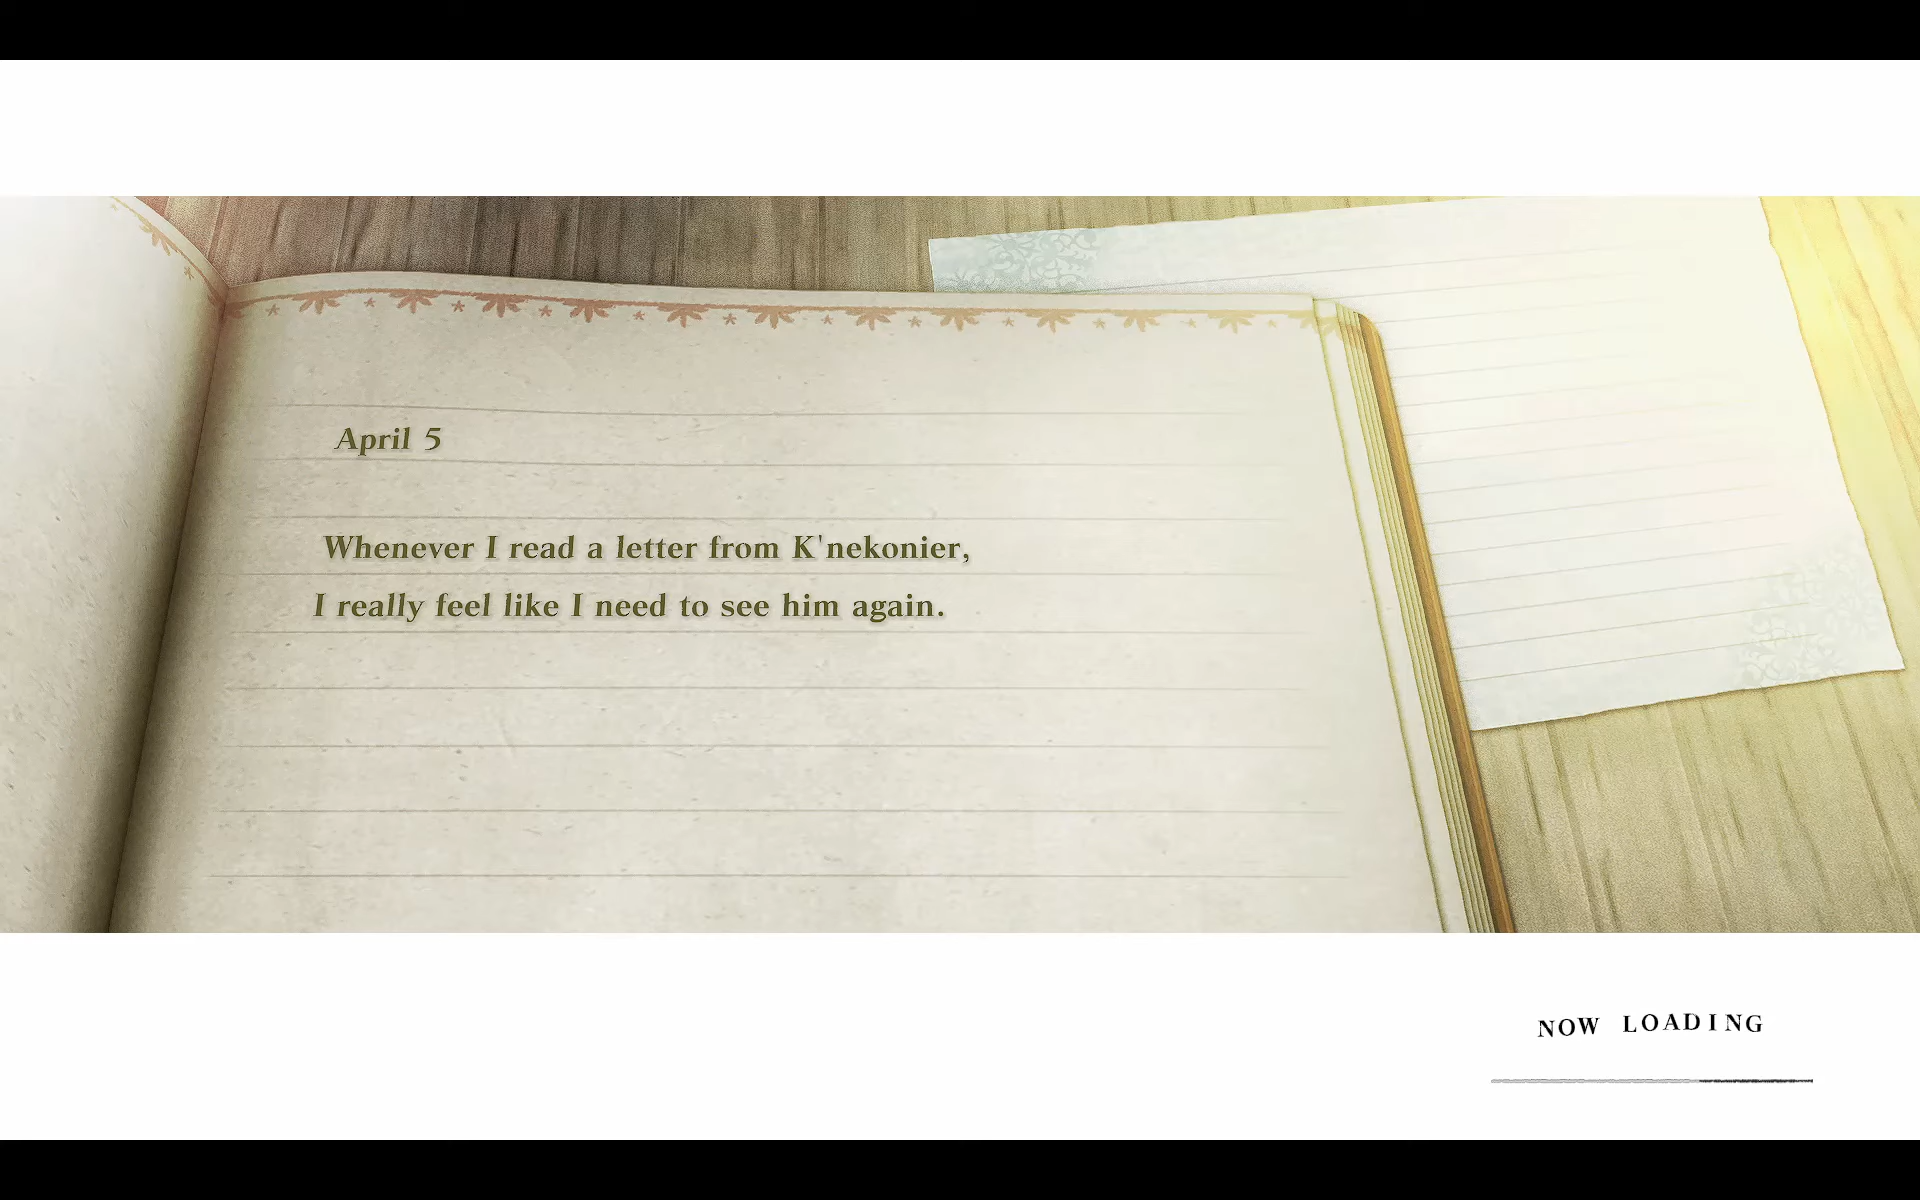 April 5
Whenever I read a letter from K'nekonier,
I really feel like I need to see him again.
NOW LOADING